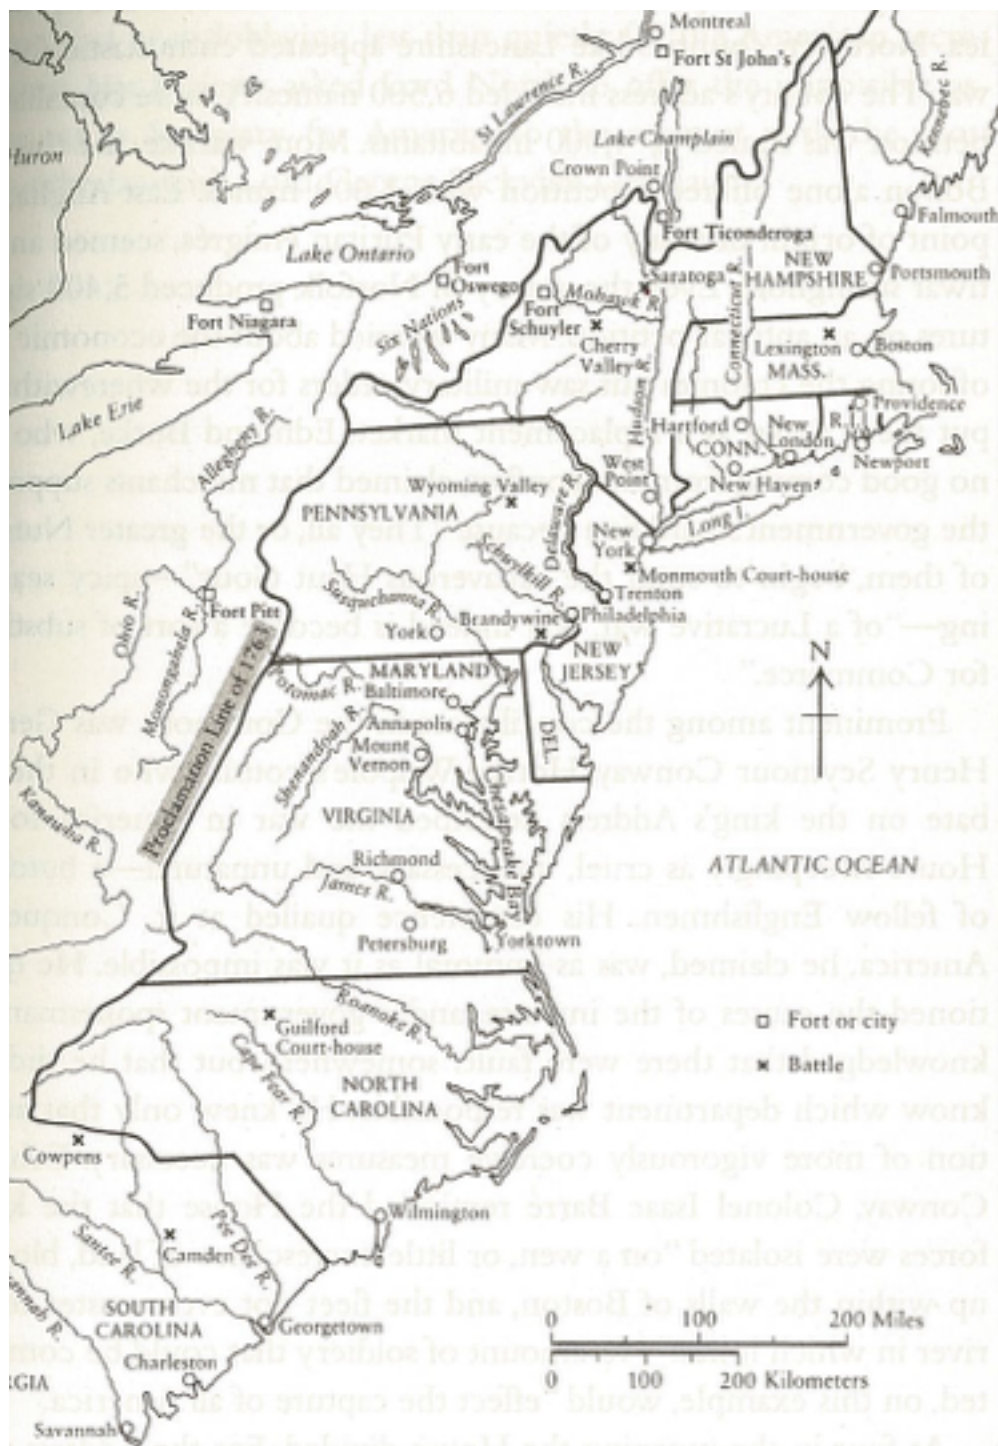 Montreal
Fort St John's
St Lawrence R.
Kennebec R.
Huron
Lake Champlain
Crown Point
Falmouth
Fort Ticonderoga
Lake Ontario
NEW
HAMPSHIRE
Portsmouth
Fort
Oswego
Saratoga
Mohawk R.
Connecticut R.
Fort Niagara
Six Nations
Fort
Schuyler
Cherry
Valley
Lexington
Boston
MASS.
Hudson R.
Lake Erie
Providence
Hartford
New
London
R.I.
Allegheny R.
CONN.
Newport
West
Point
New Haven
Wyoming Valley
PENNSYLVANIA
Delaware R.
Long I.
New
York
Schuylkill R.
Monmouth Court-house
Susquehanna R.
Trenton
Ohio R.
Fort Pitt
Brandywine
Philadelphia
York
Monongahela R.
NEW
JERSEY
N
Proclamation Line of 1763
MARYLAND
Potomac R.
Baltimore
Annapolis
DEL.
Shenandoah R.
Mount
Vernon
Chesapeake Bay
Kanawha R.
VIRGINIA
Richmond
ATLANTIC OCEAN
James R.
Petersburg
Yorktown
Roanoke R.
Fort or city
Guilford
Court-house
Battle
Cape Fear R.
NORTH
CAROLINA
Cowpens
Wilmington
Pee Dee R.
Camden
Santee R.
SOUTH
CAROLINA
Georgetown
0 100 200 Miles
Charleston
0 100 200 Kilometers
Savannah